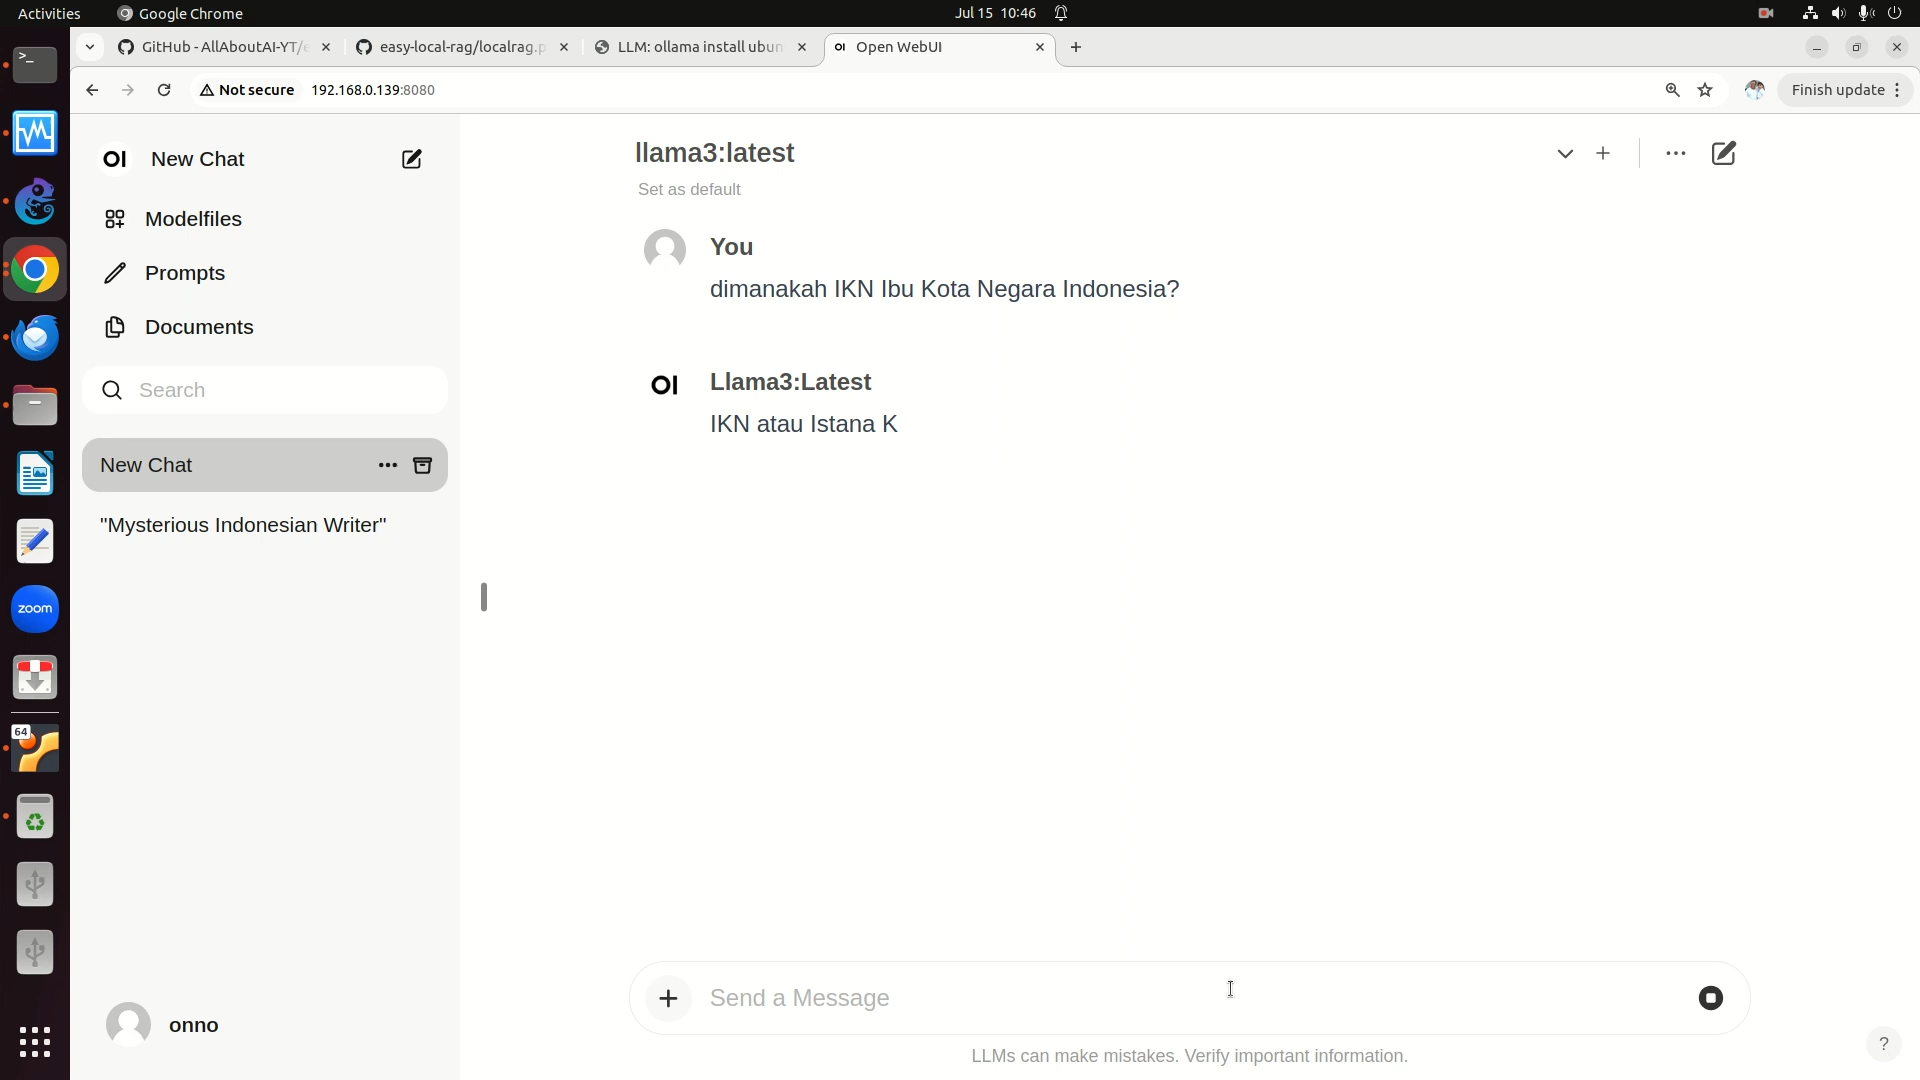 Activities
Google Chrome
Jul 15 10:46
GitHub - AllAboutAI-YT/e
easy-local-rag/localrag.p
LLM: ollama install ubun
OI Open WebUI
Not secure
192.168.0.139:8080
Finish update
OI New Chat
Modelfiles
Prompts
Documents
Search
New Chat
"Mysterious Indonesian Writer"
onno
llama3:latest
Set as default
You
dimanakah IKN Ibu Kota Negara Indonesia?
OI Llama3:Latest
IKN atau Istana K
Send a Message
LLMs can make mistakes. Verify important information.
?
>_
zoom
64